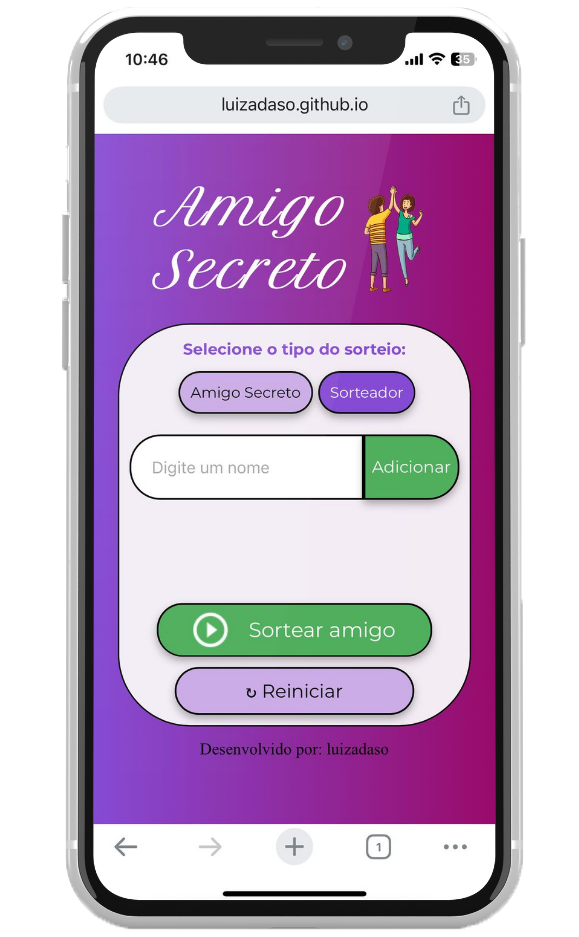 10:46
35
luizadaso.github.io
Amigo
Secreto
Selecione o tipo do sorteio:
Amigo Secreto
Sorteador
Digite um nome
Adicionar
Sortear amigo
↻ Reiniciar
Desenvolvido por: luizadaso
1